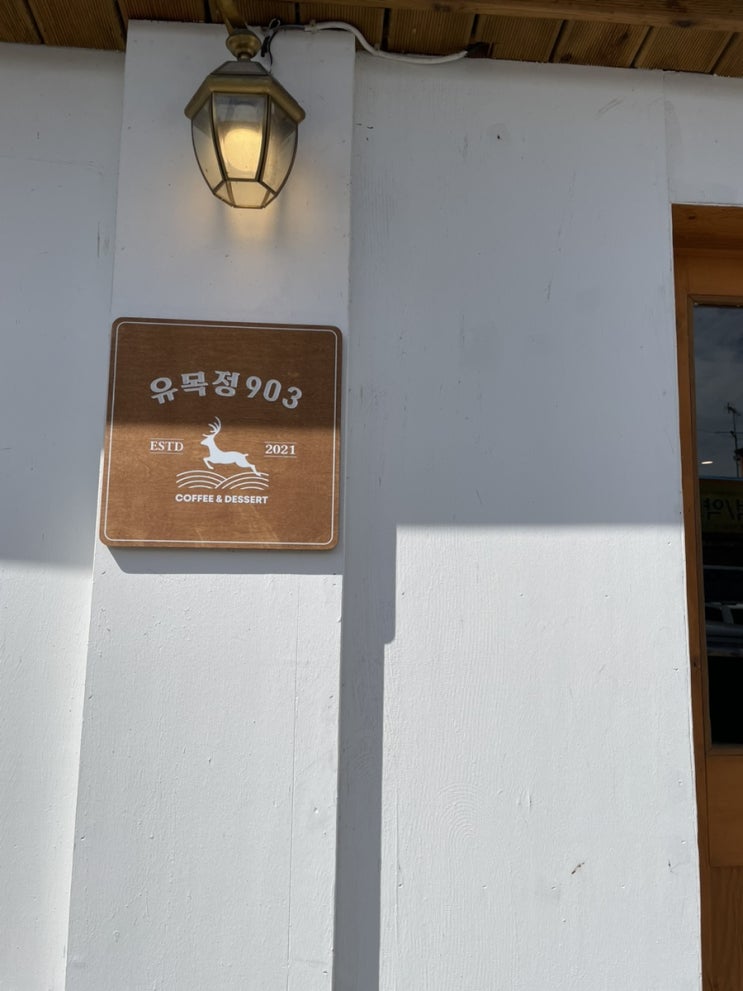 유목정903
ESTD 2021
COFFEE & DESSERT